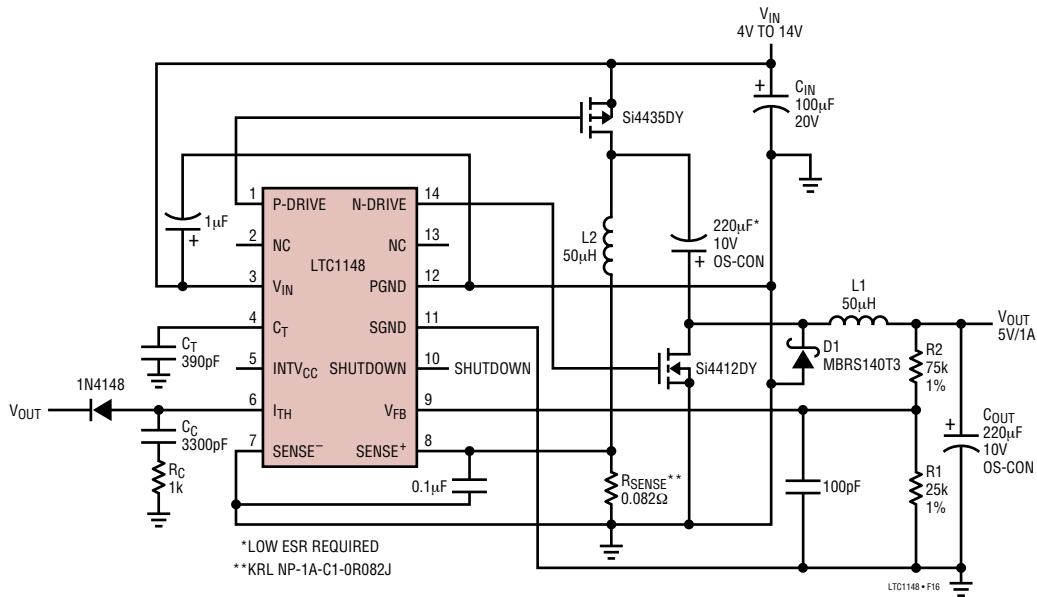 VIN
4V TO 14V
CIN
100µF
20V
Si4435DY
1
P-DRIVE
N-DRIVE
14
1µF
+
2
NC
NC
13
LTC1148
3
VIN
PGND
12
4
CT
SGND
11
5
INTVCC
SHUTDOWN
10
SHUTDOWN
6
ITH
VFB
9
7
SENSE–
SENSE+
8
L2
50µH
220µF*
10V
+ OS-CON
L1
50µH
VOUT
5V/1A
D1
MBRS140T3
R2
75k
1%
Si4412DY
CT
390pF
1N4148
VOUT
CC
3300pF
RC
1k
0.1µF
RSENSE**
0.082Ω
100pF
R1
25k
1%
+
COUT
220µF
10V
OS-CON
+
*LOW ESR REQUIRED
**KRL NP-1A-C1-0R082J
LTC1148 • F16